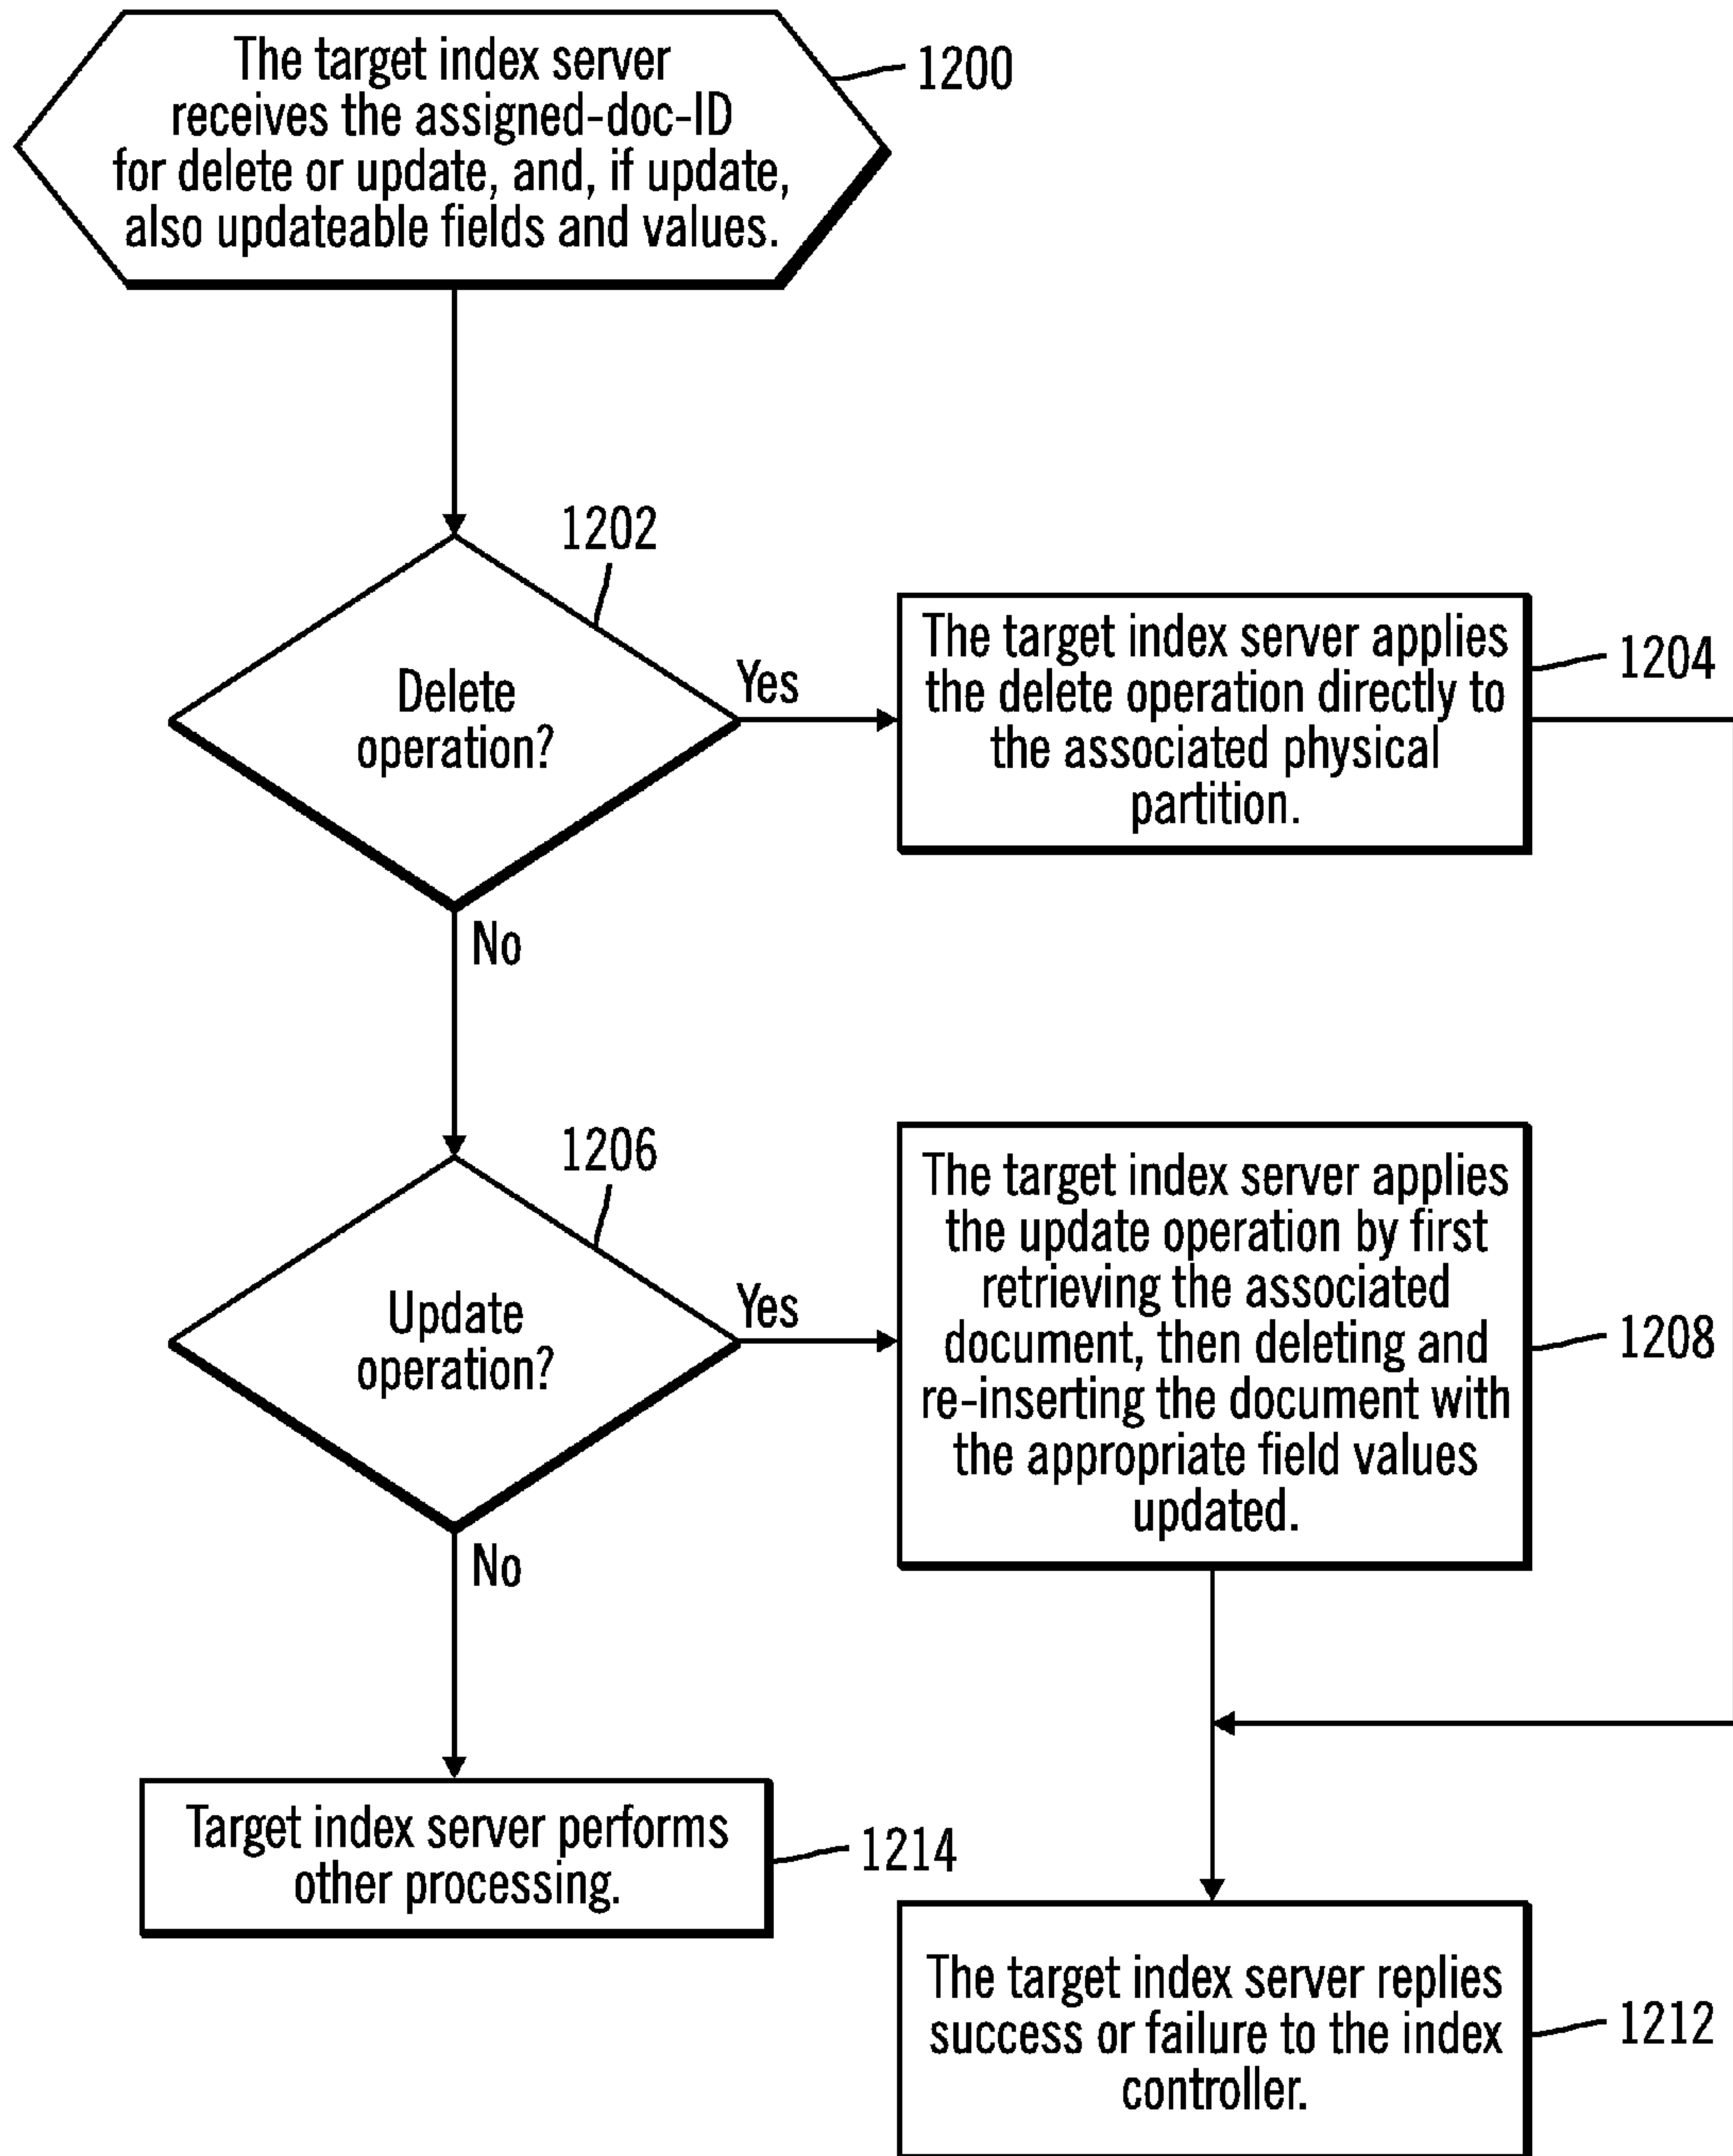 The target index server
receives the assigned-doc-ID
for delete or update, and, if update,
also updateable fields and values.
1200
1202
Delete
operation?
Yes
No
The target index server applies
the delete operation directly to
the associated physical
partition.
1204
1206
Update
operation?
Yes
No
The target index server applies
the update operation by first
retrieving the associated
document, then deleting and
re-inserting the document with
the appropriate field values
updated.
1208
Target index server performs
other processing.
1214
The target index server replies
success or failure to the index
controller.
1212